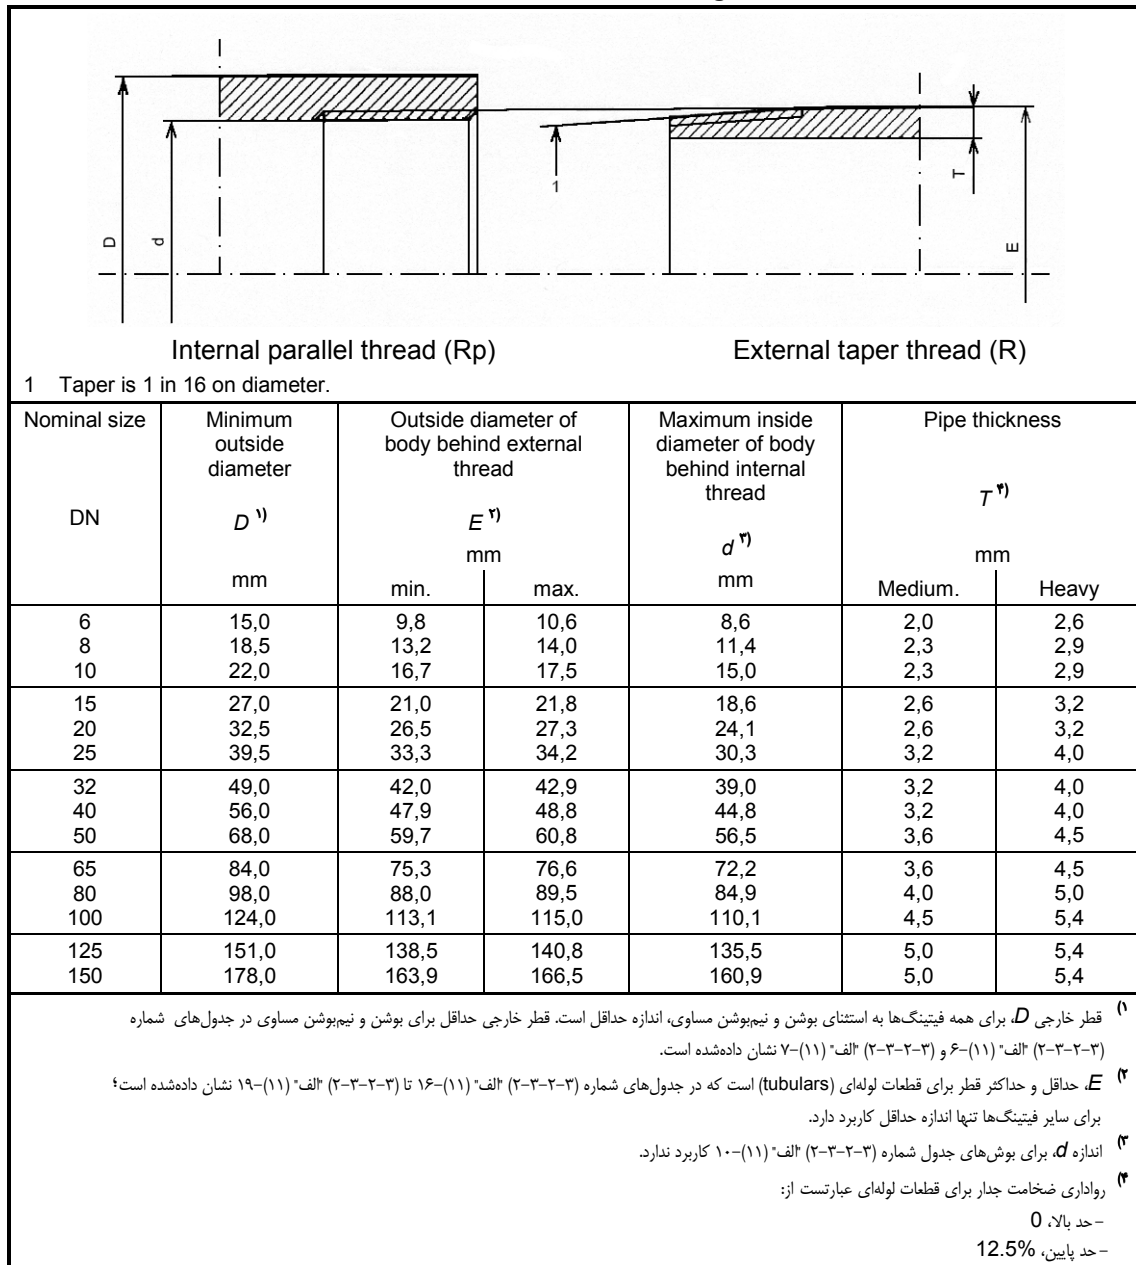 D
d
1
T
E
Internal parallel thread (Rp) External taper thread (R)
1 Taper is 1 in 16 on diameter.
Nominal size
DN
Minimum
outside
diameter
D ۱)
mm
Outside diameter of
body behind external
thread
E ۲)
mm
min. max.
Maximum inside
diameter of body
behind internal
thread
d ۳)
mm
Pipe thickness
T ۴)
mm
Medium. Heavy
6 15,0 9,8 10,6 8,6 2,0 2,6
8 18,5 13,2 14,0 11,4 2,3 2,9
10 22,0 16,7 17,5 15,0 2,3 2,9
15 27,0 21,0 21,8 18,6 2,6 3,2
20 32,5 26,5 27,3 24,1 2,6 3,2
25 39,5 33,3 34,2 30,3 3,2 4,0
32 49,0 42,0 42,9 39,0 3,2 4,0
40 56,0 47,9 48,8 44,8 3,2 4,0
50 68,0 59,7 60,8 56,5 3,6 4,5
65 84,0 75,3 76,6 72,2 3,6 4,5
80 98,0 88,0 89,5 84,9 4,0 5,0
100 124,0 113,1 115,0 110,1 4,5 5,4
125 151,0 138,5 140,8 135,5 5,0 5,4
150 178,0 163,9 166,5 160,9 5,0 5,4
۱) قطر خارجی D، برای همه فیتینگ‌ها به استثنای بوشن و نیم‌بوشن مساوی، اندازه حداقل است. قطر خارجی حداقل برای بوشن و نیم‌بوشن مساوی در جدول‌های شماره
(۲-۳-۲-۳) "الف" (۱۱)-۶ و (۲-۳-۲-۳) "الف" (۱۱)-۷ نشان داده‌شده است.
۲) E، حداقل و حداکثر قطر برای قطعات لوله‌ای (tubulars) است که در جدول‌های شماره (۲-۳-۲-۳) "الف" (۱۱)-۱۶ تا (۲-۳-۲-۳) "الف" (۱۱)-۱۹ نشان داده‌شده است؛
برای سایر فیتینگ‌ها تنها اندازه حداقل کاربرد دارد.
۳) اندازه d، برای بوش‌های جدول شماره (۲-۳-۲-۳) "الف" (۱۱)-۱۰ کاربرد ندارد.
۴) رواداری ضخامت جدار برای قطعات لوله‌ای عبارتست از:
-حد بالا، 0
-حد پایین، 12.5%